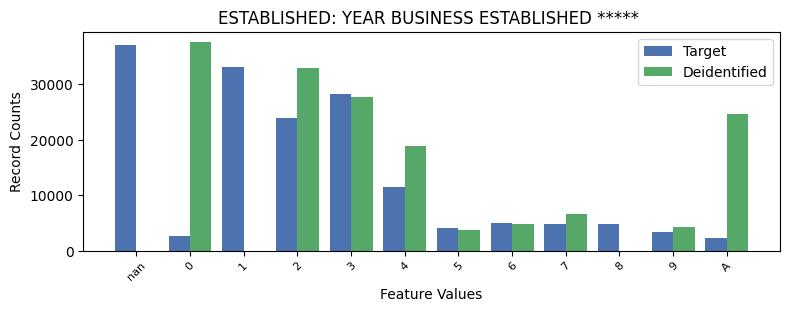 ESTABLISHED: YEAR BUSINESS ESTABLISHED *****
Target
Deidentified
Record Counts
30000
20000
10000
0
nan 0 1 2 3 4 5 6 7 8 9 A
Feature Values